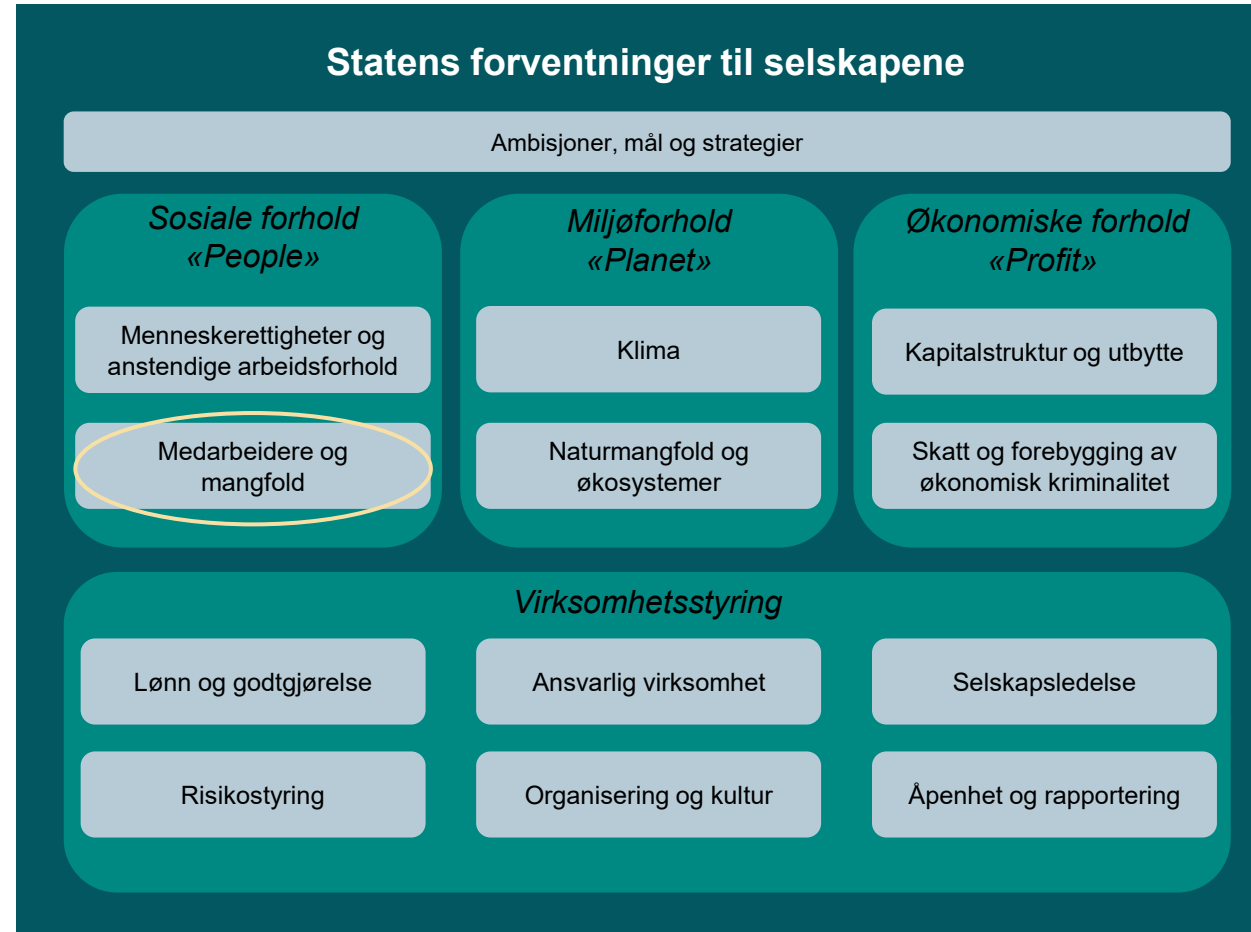 Statens forventninger til selskapene
Ambisjoner, mål og strategier
Sosiale forhold
«People»
Menneskerettigheter og
anstendige arbeidsforhold
Medarbeidere og
mangfold
Miljøforhold
«Planet»
Klima
Naturmangfold og
økosystemer
Økonomiske forhold
«Profit»
Kapitalstruktur og utbytte
Skatt og forebygging av
økonomisk kriminalitet
Virksomhetsstyring
Lønn og godtgjørelse
Ansvarlig virksomhet
Selskapsledelse
Risikostyring
Organisering og kultur
Åpenhet og rapportering